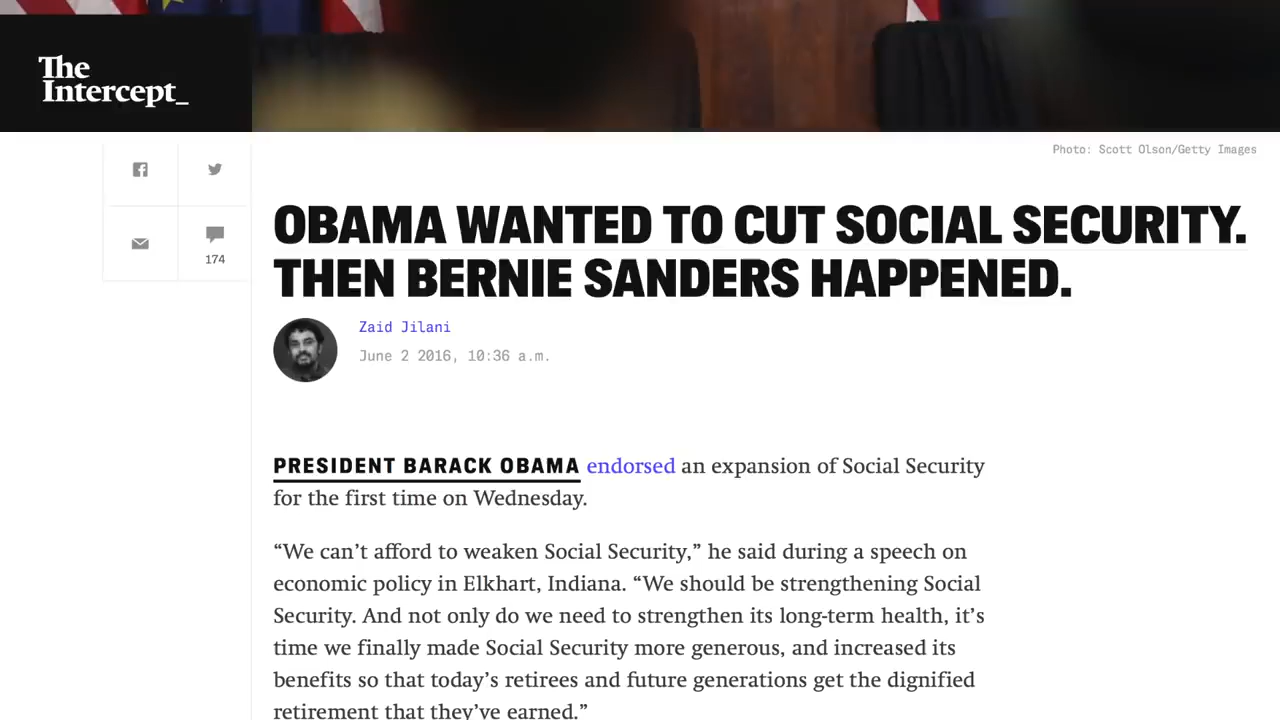 The
Intercept_
Photo: Scott Olson/Getty Images
174
OBAMA WANTED TO CUT SOCIAL SECURITY.
THEN BERNIE SANDERS HAPPENED.
Zaid Jilani
June 2 2016, 10:36 a.m.
PRESIDENT BARACK OBAMA endorsed an expansion of Social Security
for the first time on Wednesday.
“We can’t afford to weaken Social Security,” he said during a speech on
economic policy in Elkhart, Indiana. “We should be strengthening Social
Security. And not only do we need to strengthen its long-term health, it’s
time we finally made Social Security more generous, and increased its
benefits so that today’s retirees and future generations get the dignified
retirement that they’ve earned.”